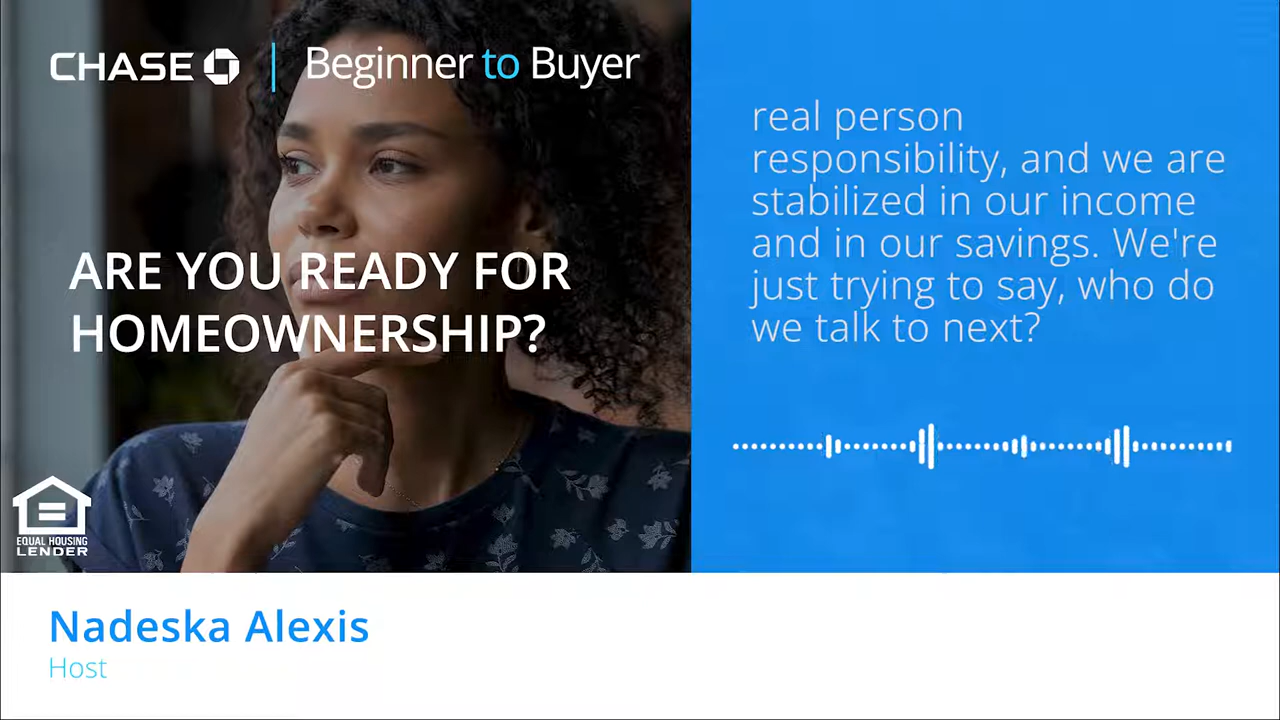 CHASE | Beginner to Buyer
ARE YOU READY FOR
HOMEOWNERSHIP?
EQUAL HOUSING
LENDER
real person
responsibility, and we are
stabilized in our income
and in our savings. We're
just trying to say, who do
we talk to next?
Nadeska Alexis
Host